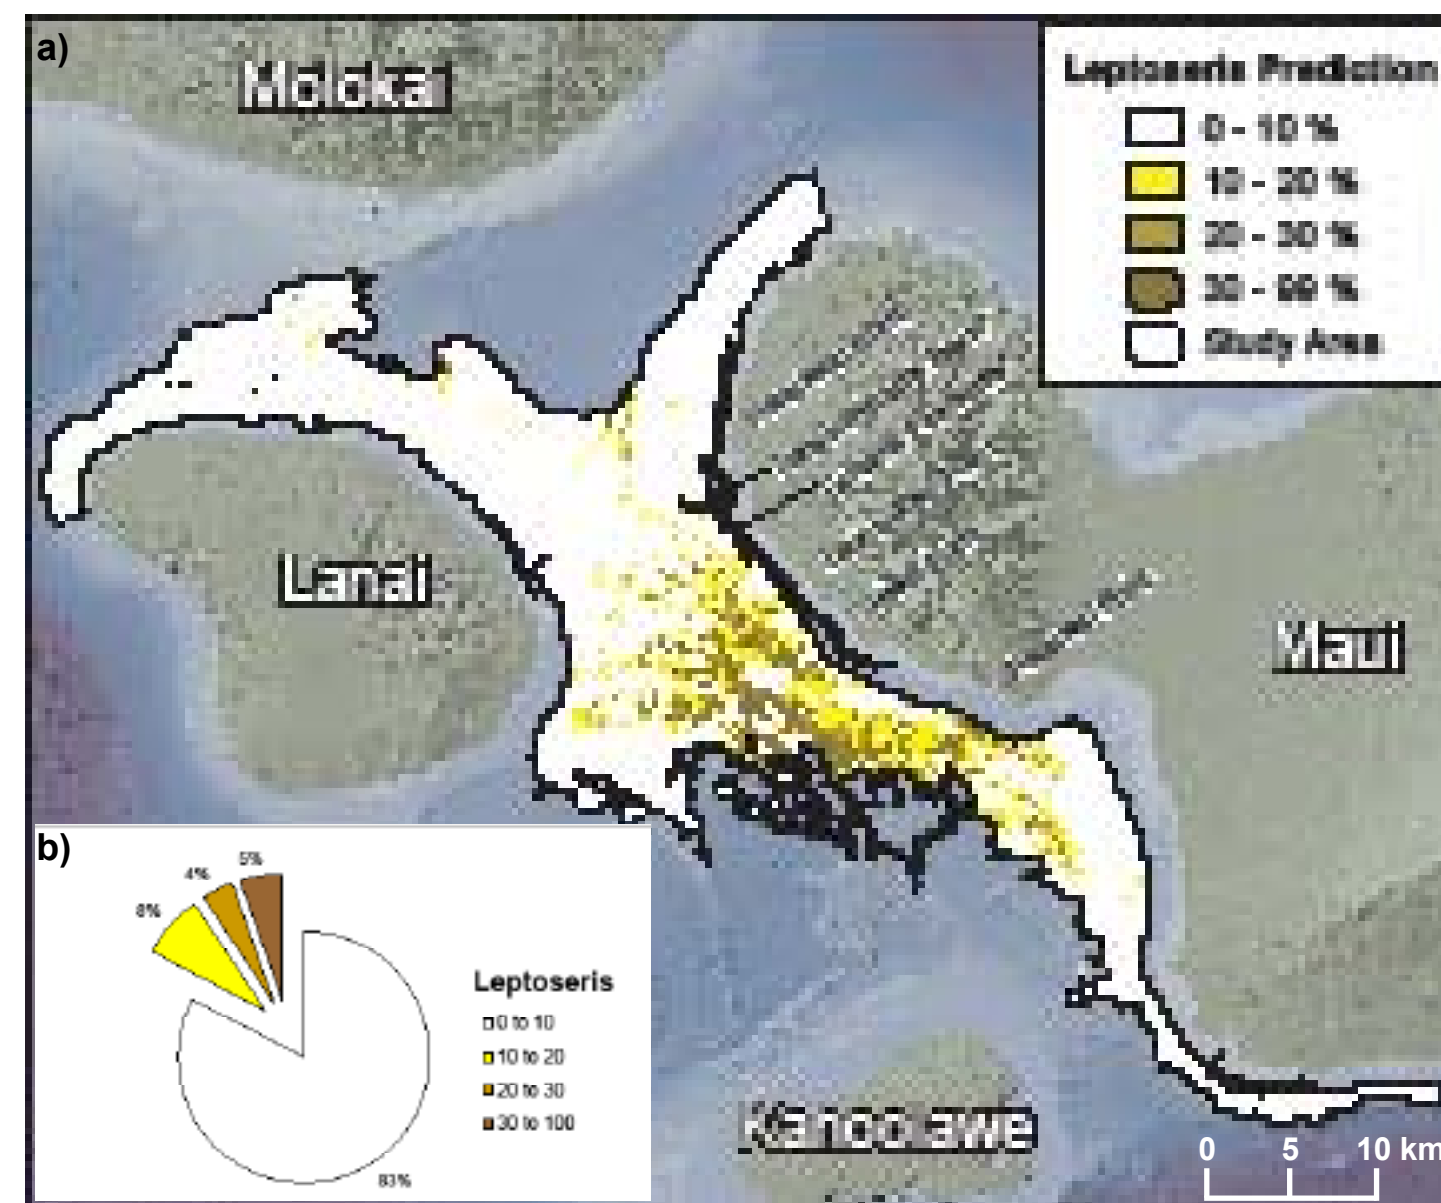 a)
Molokai
Leptoseris Prediction
0 - 10 %
10 - 20 %
20 - 30 %
30 - 99 %
Study Area
Lanai
Maui
b)
5%
4%
8%
Leptoseris
0 to 10
10 to 20
20 to 30
30 to 100
83%
Kahoolawe
0 5 10 km